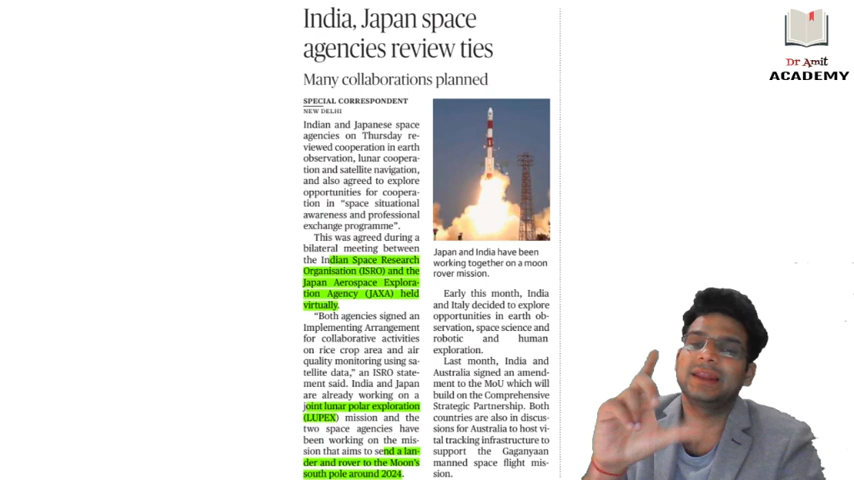 India, Japan space
agencies review ties
Many collaborations planned
SPECIAL CORRESPONDENT
NEW DELHI
Indian and Japanese space
agencies on Thursday re-
viewed cooperation in earth
observation, lunar coopera-
tion and satellite navigation,
and also agreed to explore
opportunities for coopera-
tion in “space situational
awareness and professional
exchange programme”.
This was agreed during a
bilateral meeting between
the Indian Space Research
Organisation (ISRO) and the
Japan Aerospace Explora-
tion Agency (JAXA) held
virtually.
“Both agencies signed an
Implementing Arrangement
for collaborative activities
on rice crop area and air
quality monitoring using sa-
tellite data,” an ISRO state-
ment said. India and Japan
are already working on a
joint lunar polar exploration
(LUPEX) mission and the
two space agencies have
been working on the mis-
sion that aims to send a lan-
der and rover to the Moon’s
south pole around 2024.
Japan and India have been
working together on a moon
rover mission.
Early this month, India
and Italy decided to explore
opportunities in earth ob-
servation, space science and
robotic and human
exploration.
Last month, India and
Australia signed an amend-
ment to the MoU which will
build on the Comprehensive
Strategic Partnership. Both
countries are also in discus-
sions for Australia to host vi-
tal tracking infrastructure to
support the Gaganyaan
manned space flight mis-
sion.
Dr Amit
ACADEMY